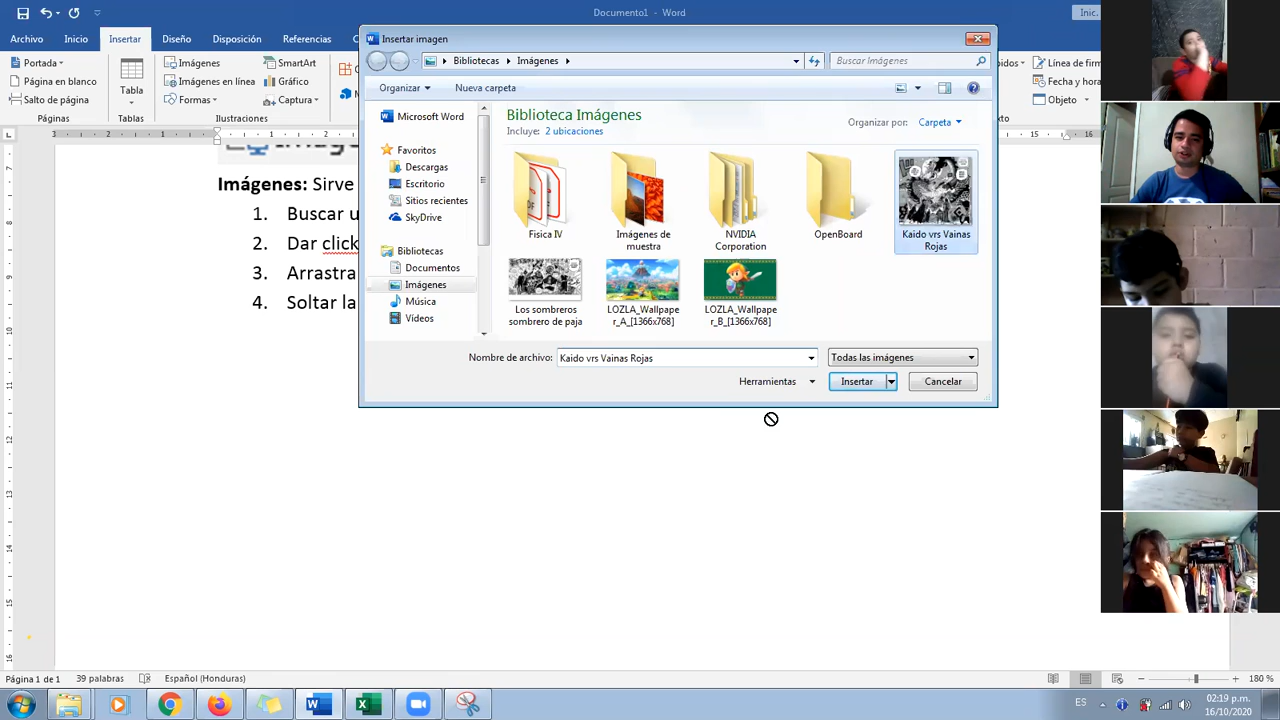 Documento1 - Word
Inic.
Archivo Inicio Insertar Diseño Disposición Referencias
Portada
Página en blanco
Salto de página
Páginas
Tabla
Tablas
Imágenes
Imágenes en línea
Formas
SmartArt
Gráfico
Captura
Ilustraciones
Línea de firm
Fecha y hora
Objeto
Texto
Insertar imagen
Bibliotecas Imágenes
Buscar Imágenes
Organizar Nueva carpeta
Microsoft Word
Favoritos
Descargas
Escritorio
Sitios recientes
SkyDrive
Bibliotecas
Documentos
Imágenes
Música
Vídeos
Biblioteca Imágenes
Incluye: 2 ubicaciones
Organizar por: Carpeta
Fisica IV
Imágenes de
muestra
NVIDIA
Corporation
OpenBoard
Kaido vrs Vainas
Rojas
Los sombreros
sombrero de paja
LOZLA_Wallpape
r_A_[1366x768]
LOZLA_Wallpape
r_B_[1366x768]
Nombre de archivo: Kaido vrs Vainas Rojas
Todas las imágenes
Herramientas Insertar Cancelar
Imágenes: Sirve
1. Buscar u
2. Dar click
3. Arrastra
4. Soltar la
Página 1 de 1 39 palabras Español (Honduras)
180 %
ES
02:19 p.m.
16/10/2020